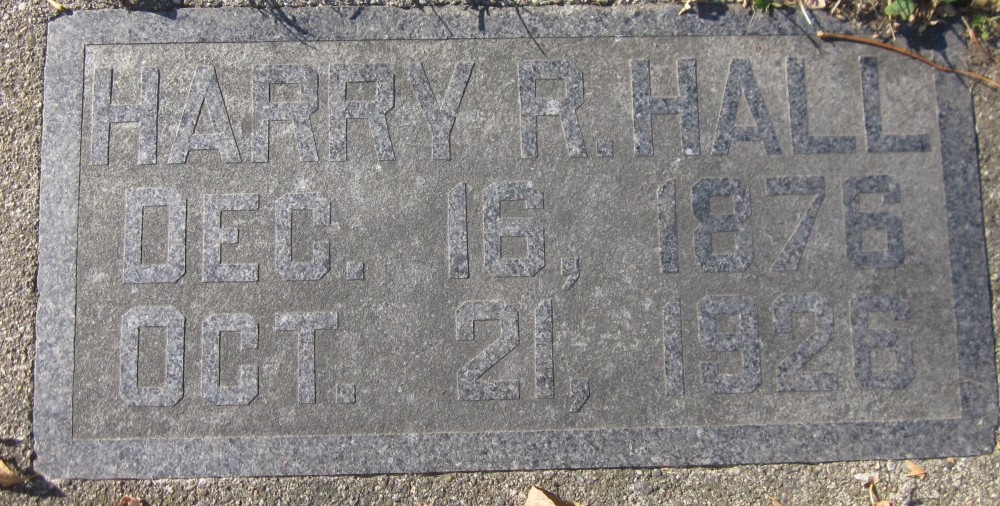 HARRY R. HALL
DEC. 16, 1876
OCT. 21, 1926